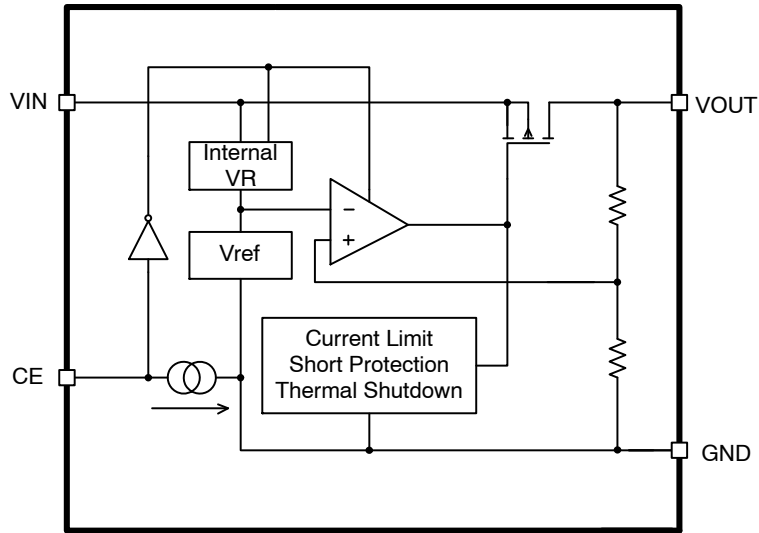 VIN
VOUT
Internal
VR
−
+
Vref
Current Limit
Short Protection
Thermal Shutdown
CE
GND